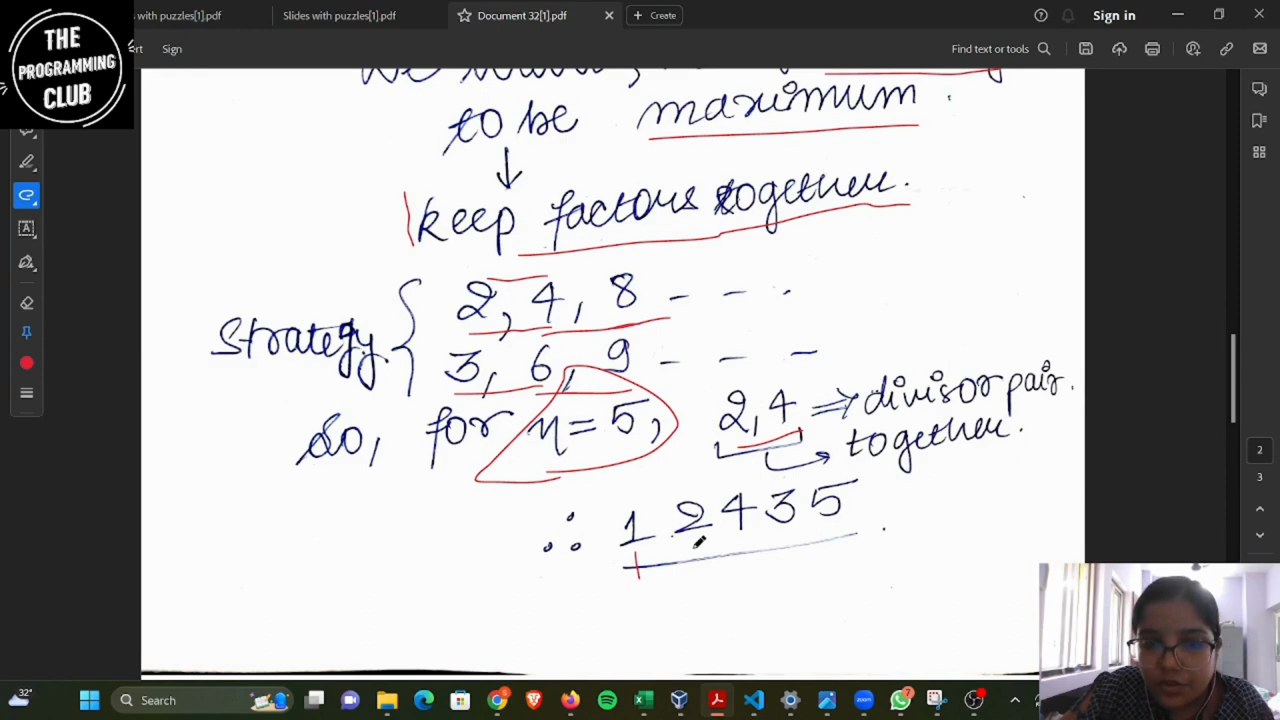 THE
PROGRAMMING
CLUB
s with puzzles[1].pdf
Slides with puzzles[1].pdf
Document 32[1].pdf
Create
Sign in
Sign
Find text or tools
to be maximum.
keep factors together.
Strategy { 2, 4, 8 - - - .
3, 6, 9 - - -
So, for n=5, 2,4 => divisor pair
together.
∴ 1 2 4 3 5
2
3
32°
Search